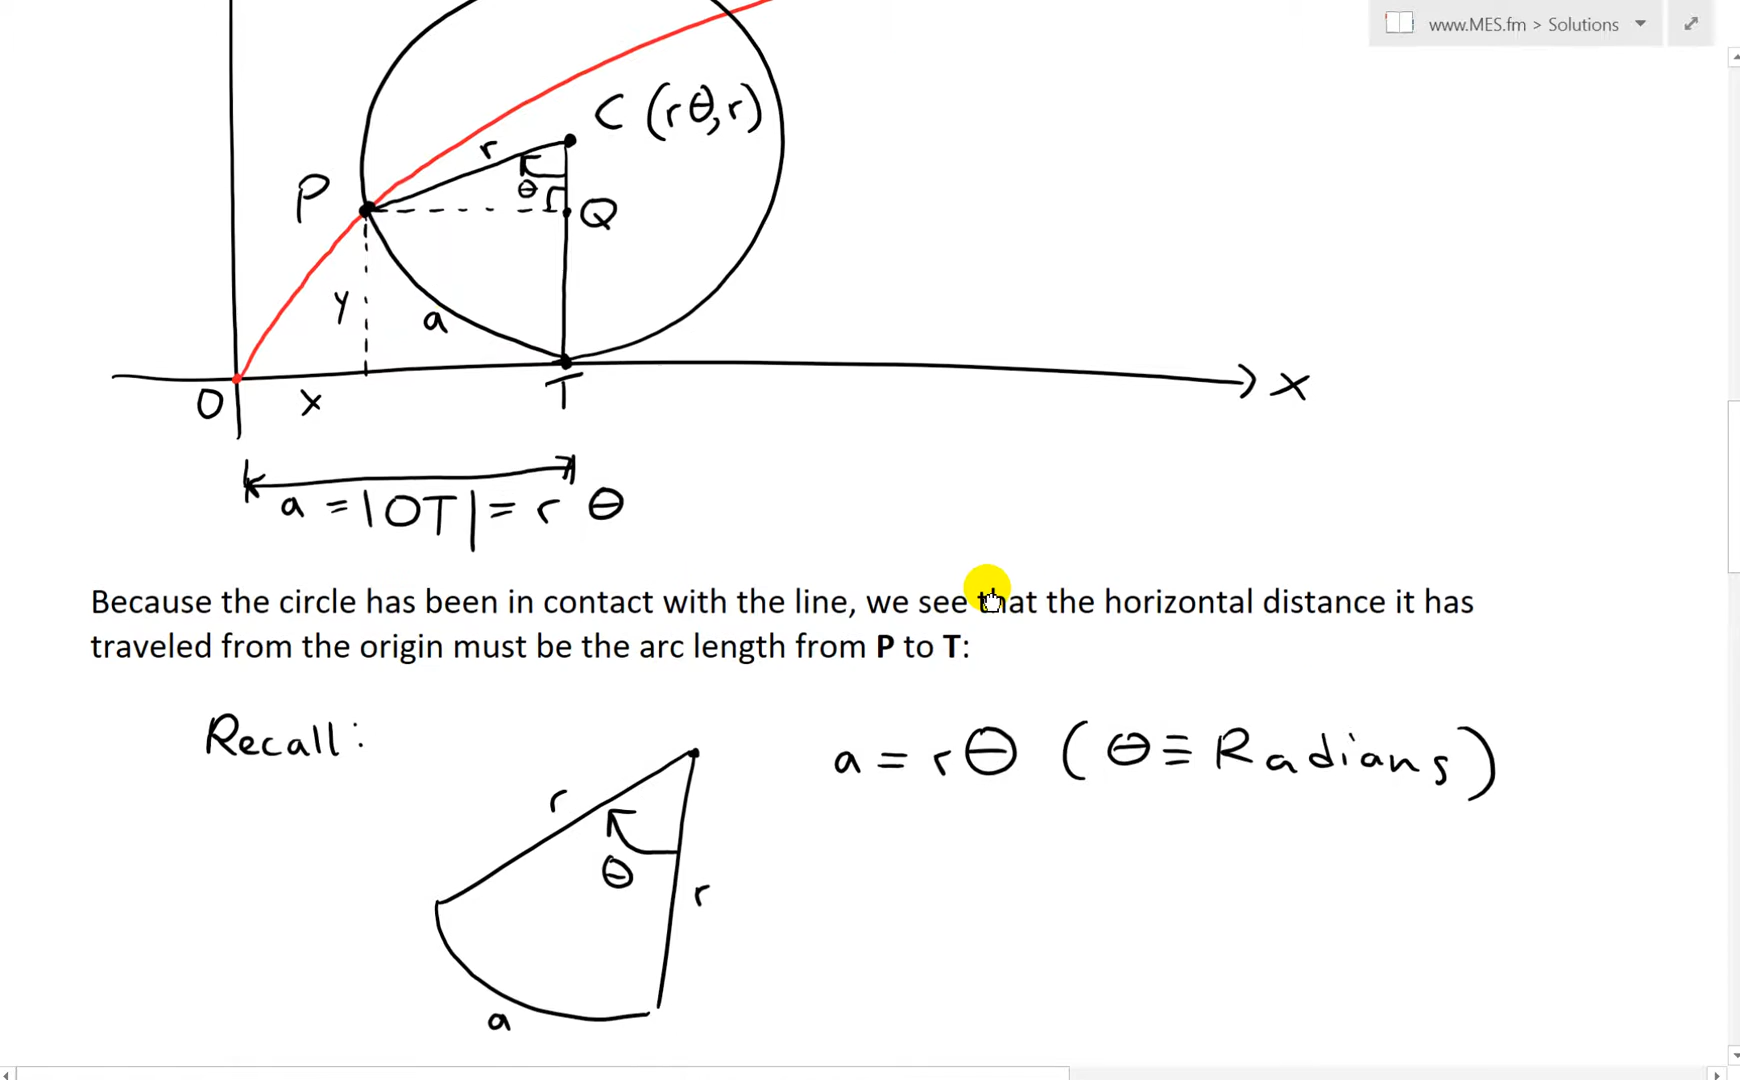 www.MES.fm > Solutions
C (rθ, r)
r
P
θ
Q
y
a
O
x
T
x
a = |OT| = r θ
Because the circle has been in contact with the line, we see that the horizontal distance it has
traveled from the origin must be the arc length from P to T:
Recall:
a = rθ (θ ≡ Radians)
r
θ
r
a